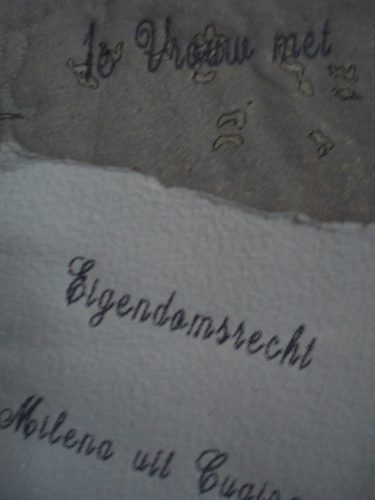 1e Vrouw met
Eigendomsrecht
Milena uit